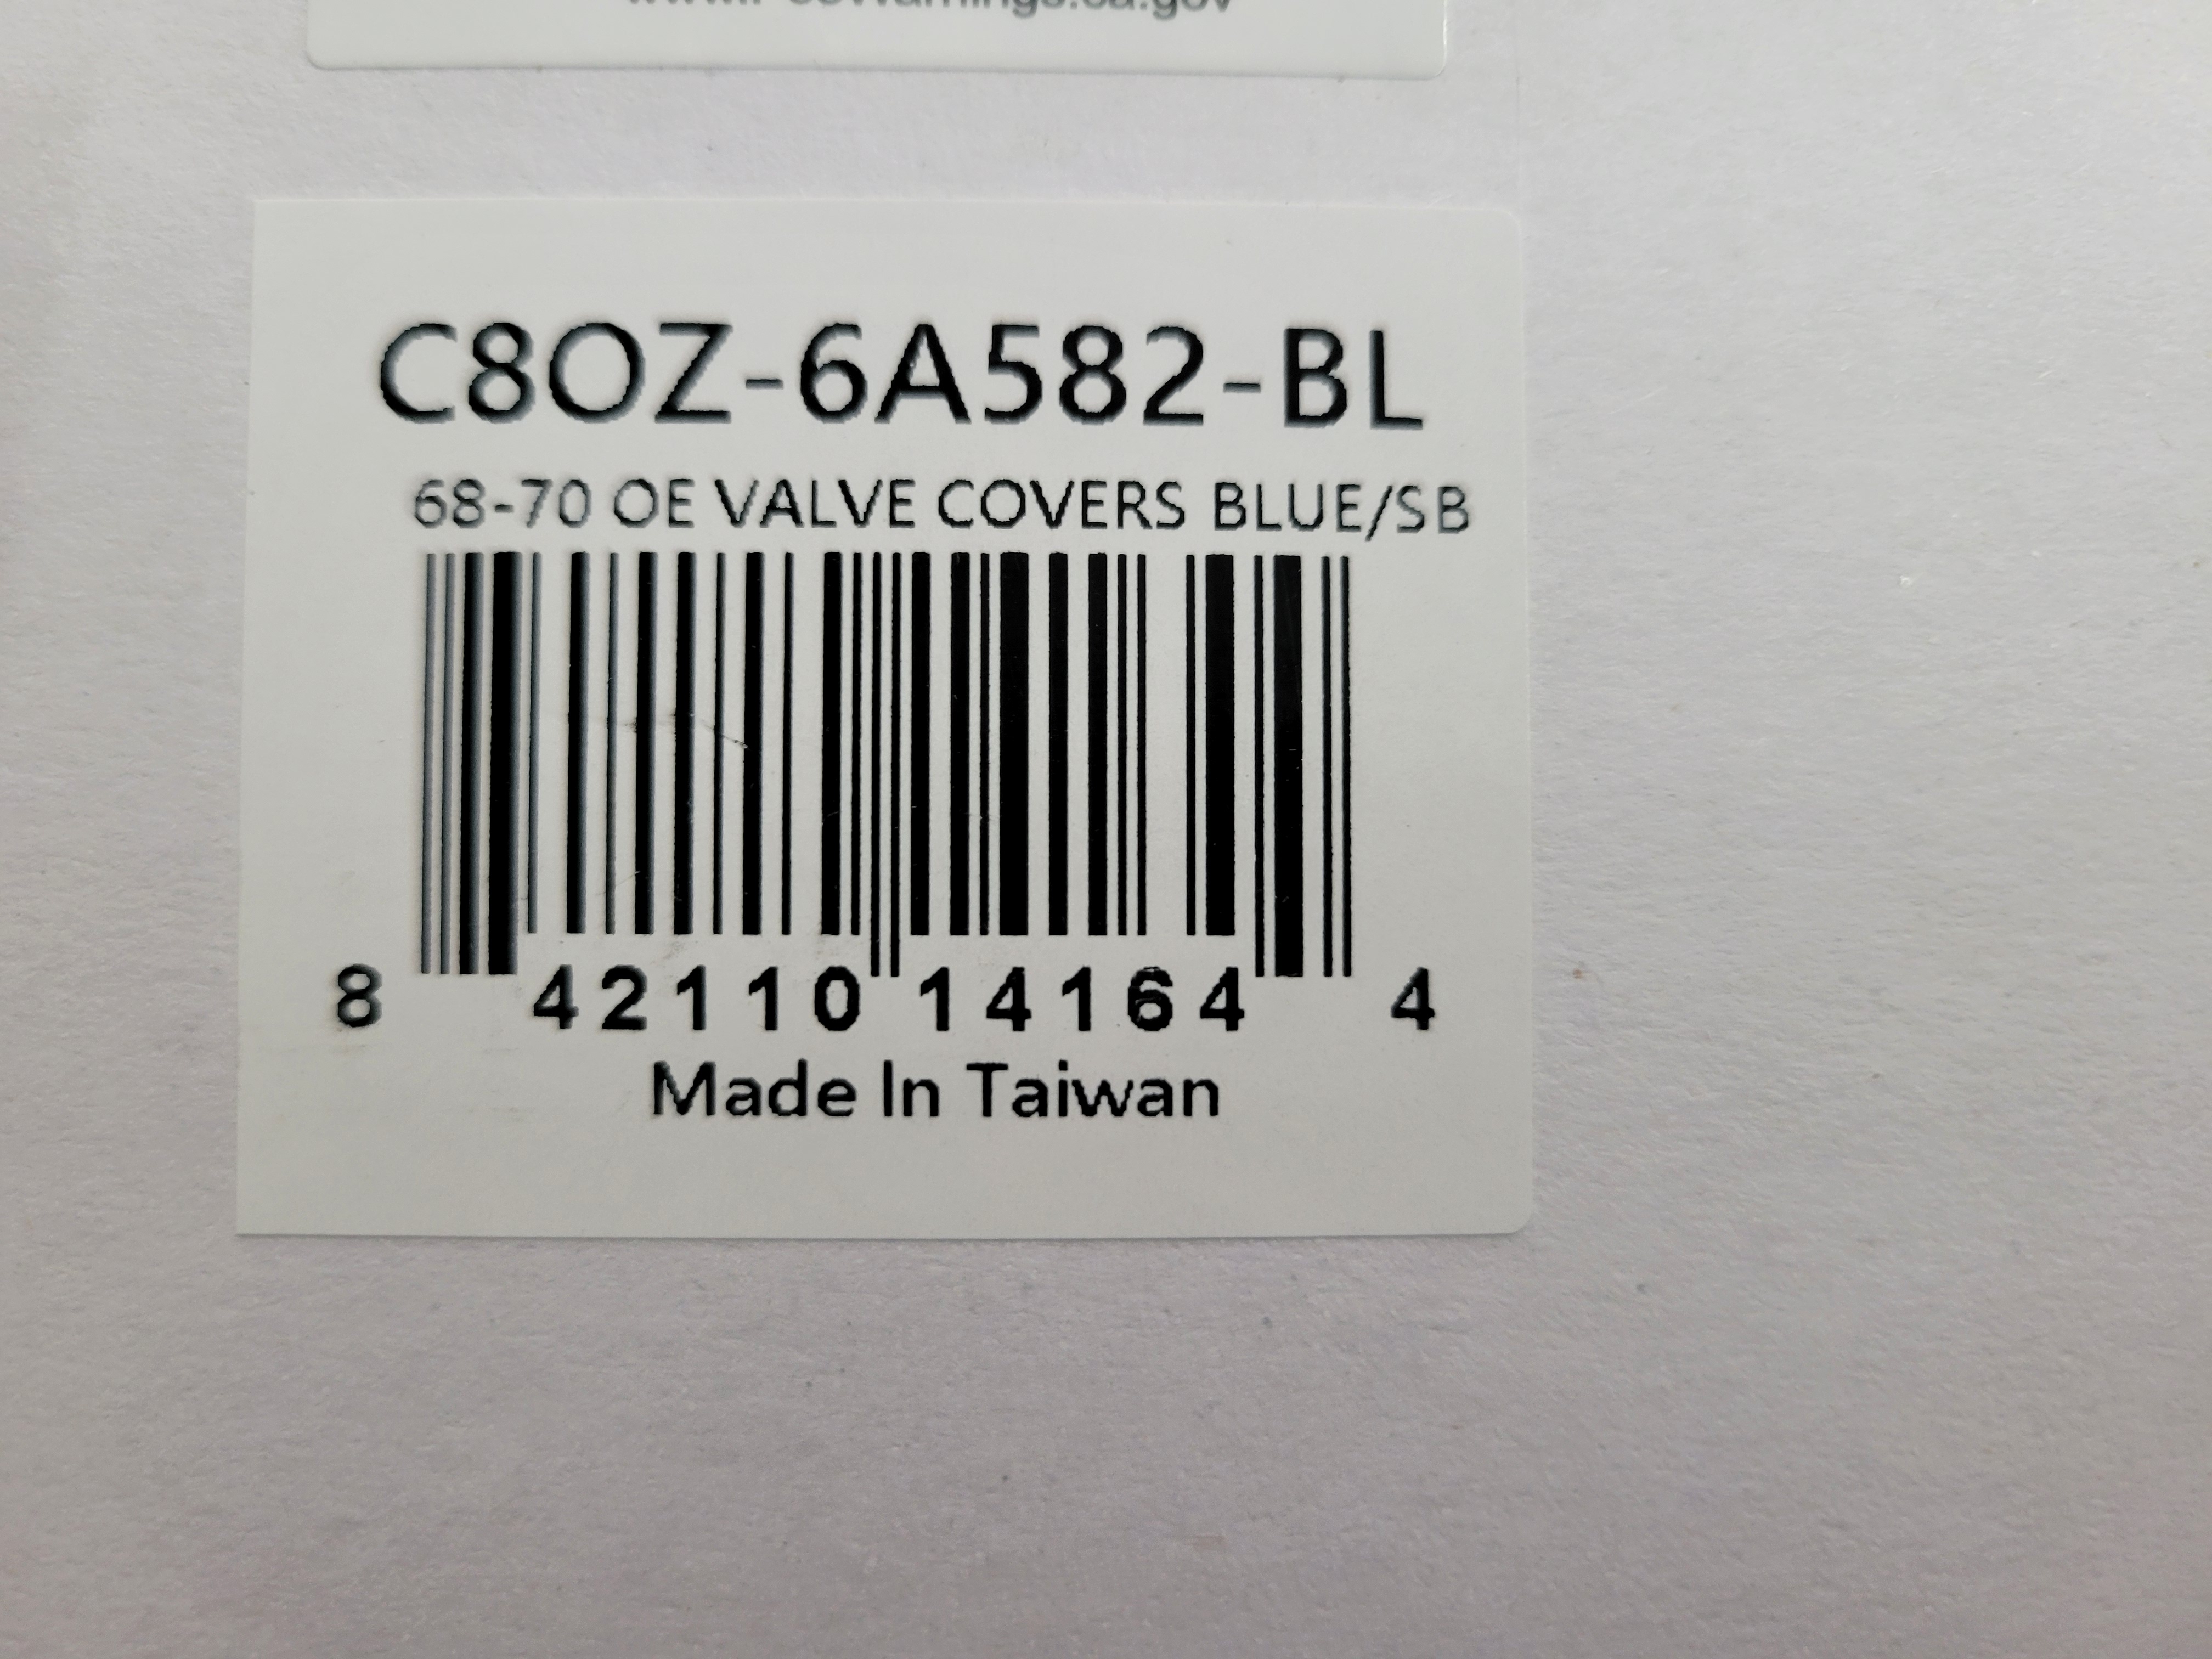 C8OZ-6A582-BL
68-70 OE VALVE COVERS BLUE/SB
8 42110 14164 4
Made In Taiwan